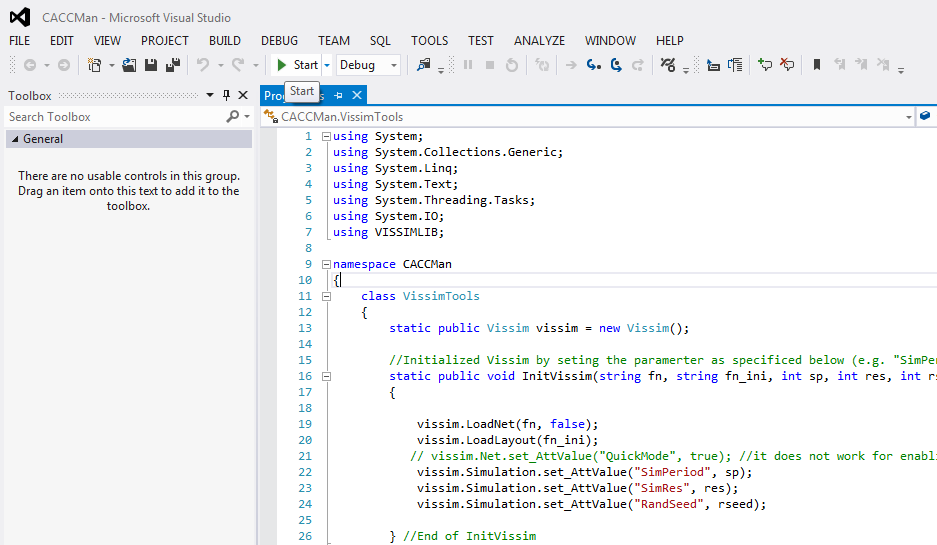 CACCMan - Microsoft Visual Studio
FILE EDIT VIEW PROJECT BUILD DEBUG TEAM SQL TOOLS TEST ANALYZE WINDOW HELP
Start Debug
Start
Toolbox
Search Toolbox
General
There are no usable controls in this group.
Drag an item onto this text to add it to the
toolbox.
CACCMan.VissimTools
1 using System;
2 using System.Collections.Generic;
3 using System.Linq;
4 using System.Text;
5 using System.Threading.Tasks;
6 using System.IO;
7 using VISSIMLIB;
8
9 namespace CACCMan
10 {
11 class VissimTools
12 {
13 static public Vissim vissim = new Vissim();
14
15 //Initialized Vissim by seting the paramerter as specificed below (e.g. "SimPe
16 static public void InitVissim(string fn, string fn_ini, int sp, int res, int rs
17 {
18
19 vissim.LoadNet(fn, false);
20 vissim.LoadLayout(fn_ini);
21 // vissim.Net.set_AttValue("QuickMode", true); //it does not work for enabli
22 vissim.Simulation.set_AttValue("SimPeriod", sp);
23 vissim.Simulation.set_AttValue("SimRes", res);
24 vissim.Simulation.set_AttValue("RandSeed", rseed);
25
26 } //End of InitVissim